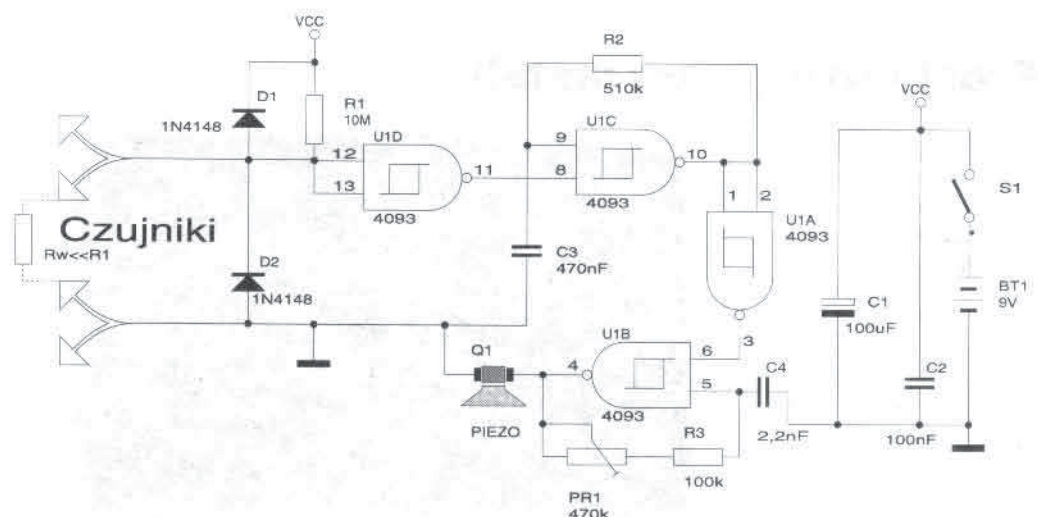 VCC
R2
510k
D1
1N4148
R1
10M
U1D
12
13
11
4093
U1C
9
8
10
4093
VCC
1
2
U1A
4093
3
S1
Czujniki
Rw<<R1
D2
1N4148
C3
470nF
BT1
9V
C1
100uF
U1B
Q1
4
6
5
4093
C4
C2
PIEZO
R3
2,2nF
100nF
100k
PR1
470k